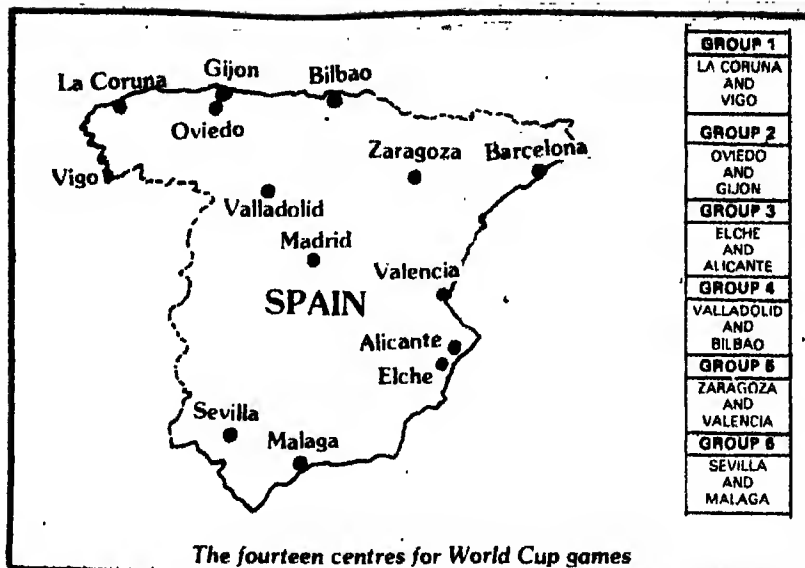 La Coruna
Gijon
Bilbao
Oviedo
Zaragoza
Barcelona
Vigo
Valladolid
Madrid
Valencia
SPAIN
Alicante
Elche
Sevilla
Malaga
The fourteen centres for World Cup games
GROUP 1
LA CORUNA
AND
VIGO
GROUP 2
OVIEDO
AND
GIJON
GROUP 3
ELCHE
AND
ALICANTE
GROUP 4
VALLADOLID
AND
BILBAO
GROUP 5
ZARAGOZA
AND
VALENCIA
GROUP 6
SEVILLA
AND
MALAGA